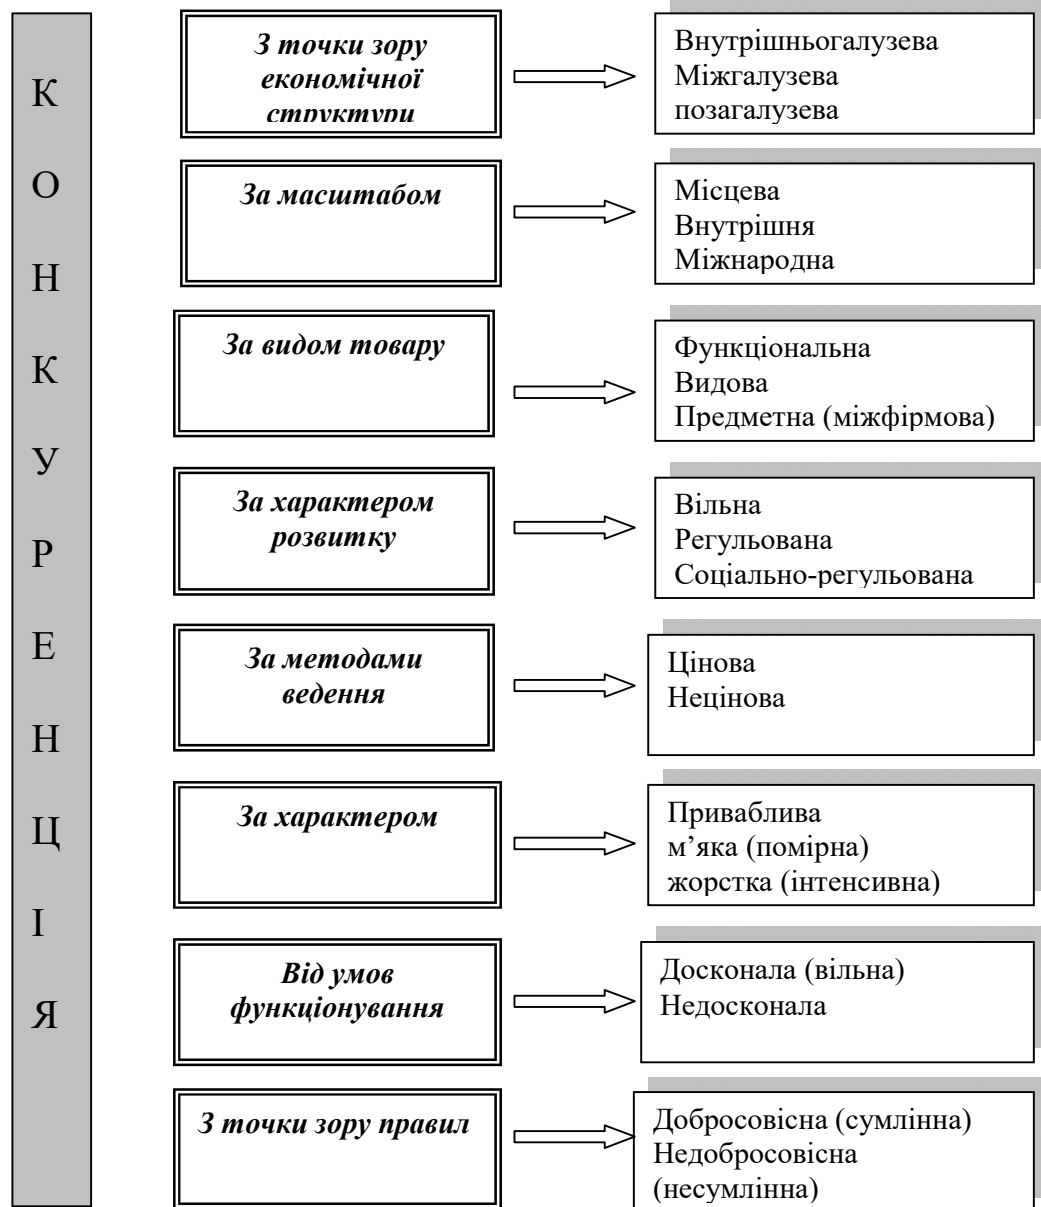 КОНКУРЕНЦІЯ
З точки зору
економічної
структури
Внутрішньогалузева
Міжгалузева
позагалузева
За масштабом
Місцева
Внутрішня
Міжнародна
За видом товару
Функціональна
Видова
Предметна (міжфірмова)
За характером
розвитку
Вільна
Регульована
Соціально-регульована
За методами
ведення
Цінова
Нецінова
За характером
Приваблива
м’яка (помірна)
жорстка (інтенсивна)
Від умов
функціонування
Досконала (вільна)
Недосконала
З точки зору правил
Добросовісна (сумлінна)
Недобросовісна
(несумлінна)